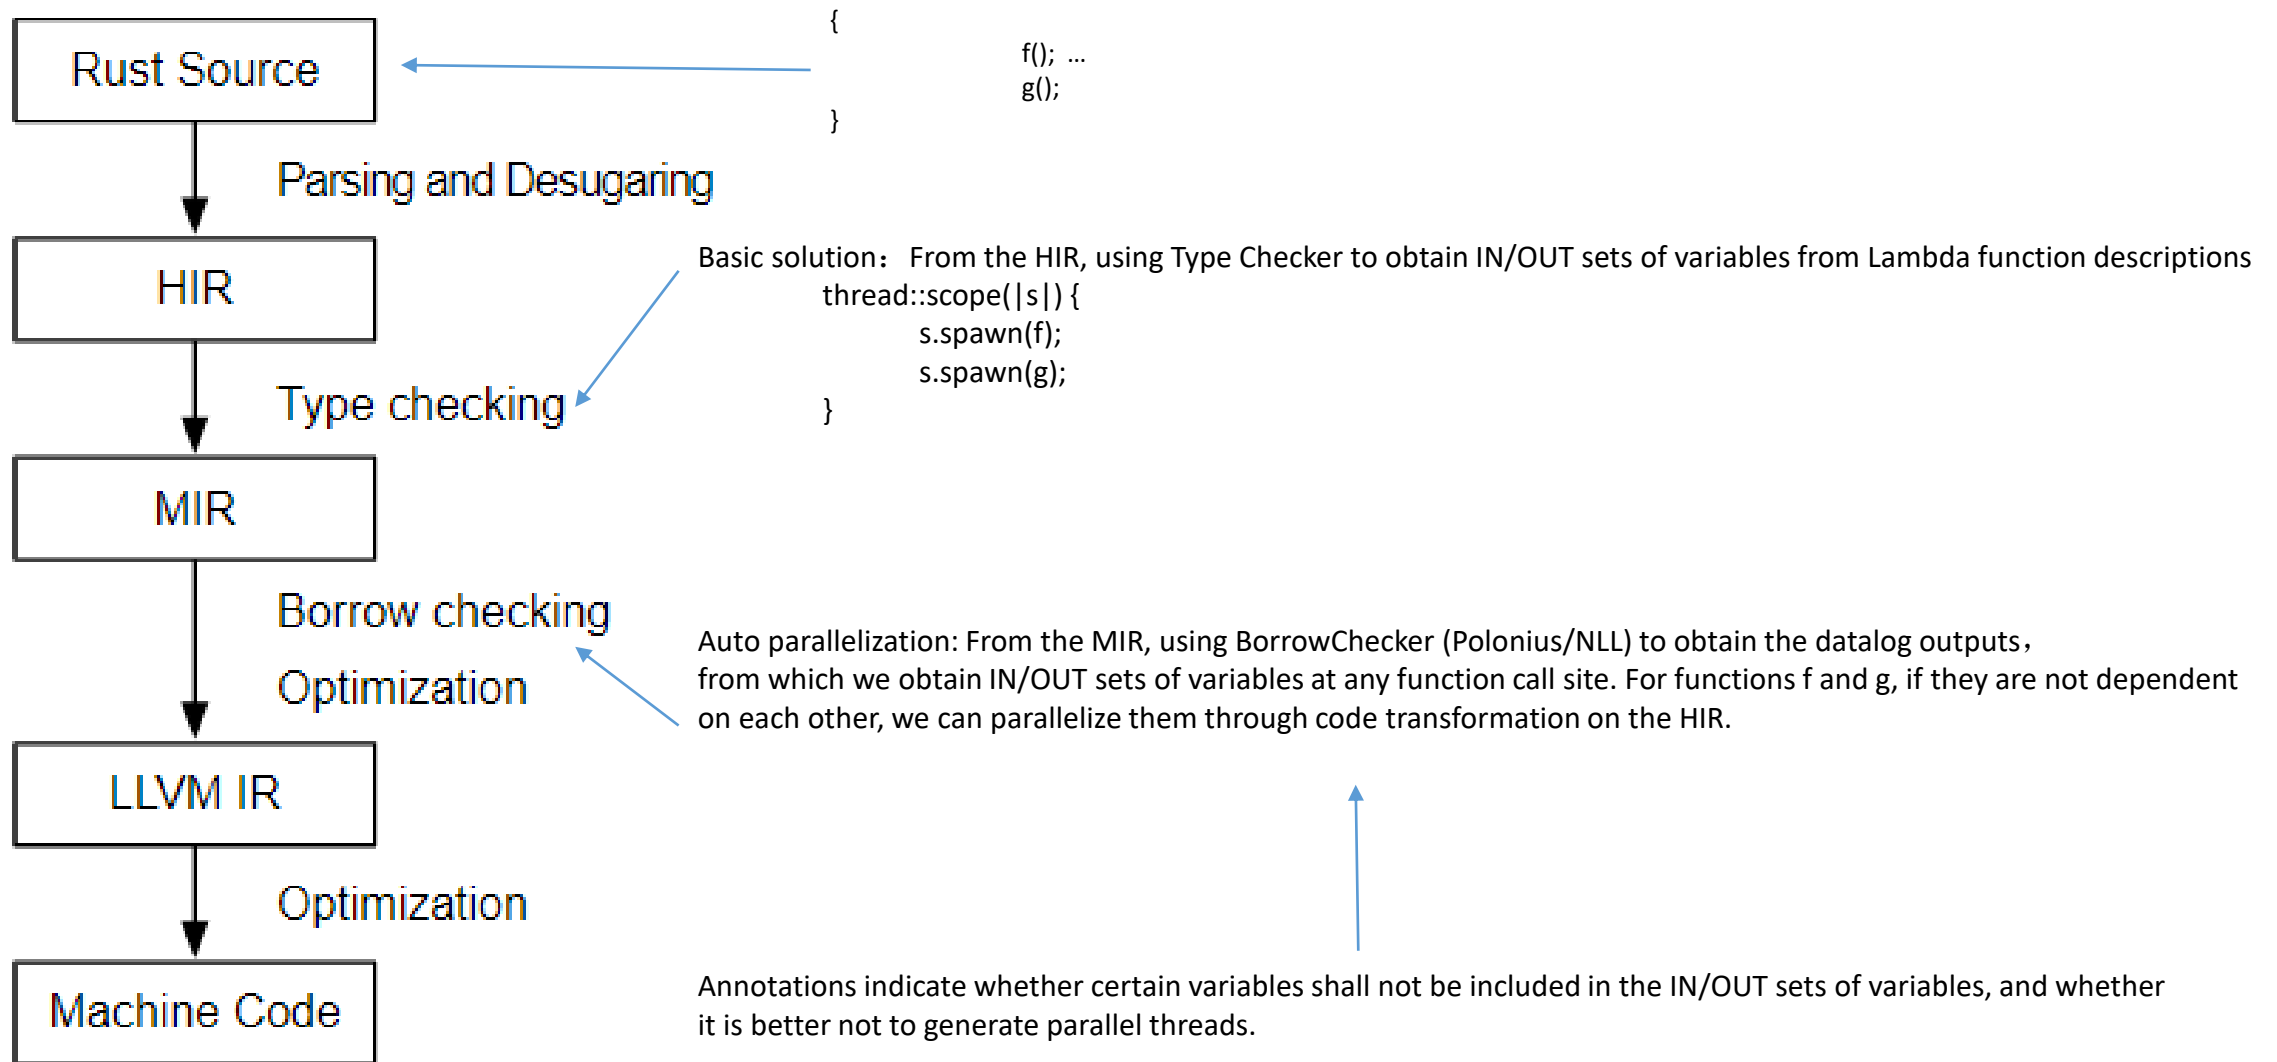 {
f(); ...
g();
}
Rust Source
Parsing and Desugaring
HIR
Basic solution： From the HIR, using Type Checker to obtain IN/OUT sets of variables from Lambda function descriptions
thread::scope(|s|) {
s.spawn(f);
s.spawn(g);
}
Type checking
MIR
Borrow checking
Optimization
Auto parallelization: From the MIR, using BorrowChecker (Polonius/NLL) to obtain the datalog outputs，
from which we obtain IN/OUT sets of variables at any function call site. For functions f and g, if they are not dependent
on each other, we can parallelize them through code transformation on the HIR.
LLVM IR
Optimization
Machine Code
Annotations indicate whether certain variables shall not be included in the IN/OUT sets of variables, and whether
it is better not to generate parallel threads.